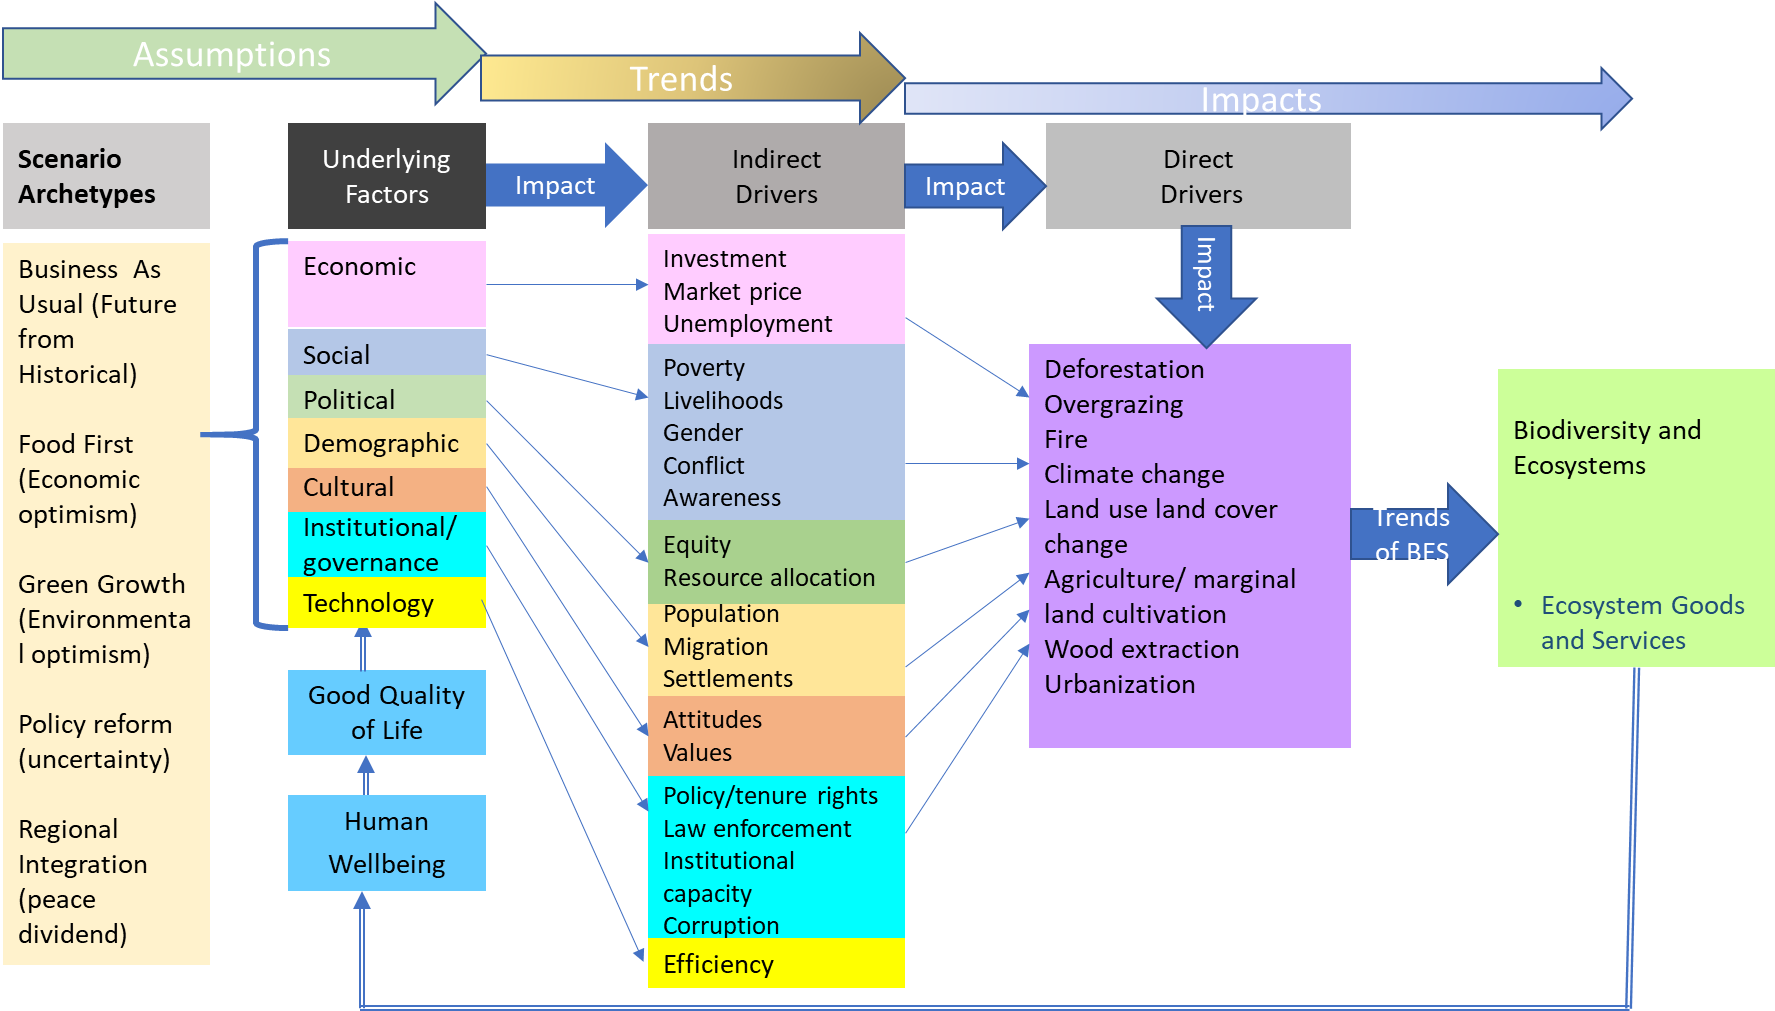 Assumptions
Trends
Impacts
Scenario
Archetypes
Underlying
Factors
Impact
Indirect
Drivers
Impact
Direct
Drivers
Impact
Business As
Usual (Future
from
Historical)
Food First
(Economic
optimism)
Green Growth
(Environmenta
l optimism)
Policy reform
(uncertainty)
Regional
Integration
(peace
dividend)
Economic
Social
Political
Demographic
Cultural
Institutional/
governance
Technology
Good Quality
of Life
Human
Wellbeing
Investment
Market price
Unemployment
Poverty
Livelihoods
Gender
Conflict
Awareness
Equity
Resource allocation
Population
Migration
Settlements
Attitudes
Values
Policy/tenure rights
Law enforcement
Institutional
capacity
Corruption
Efficiency
Deforestation
Overgrazing
Fire
Climate change
Land use land cover
change
Agriculture/ marginal
land cultivation
Wood extraction
Urbanization
Trends
of BES
Biodiversity and
Ecosystems
• Ecosystem Goods
and Services